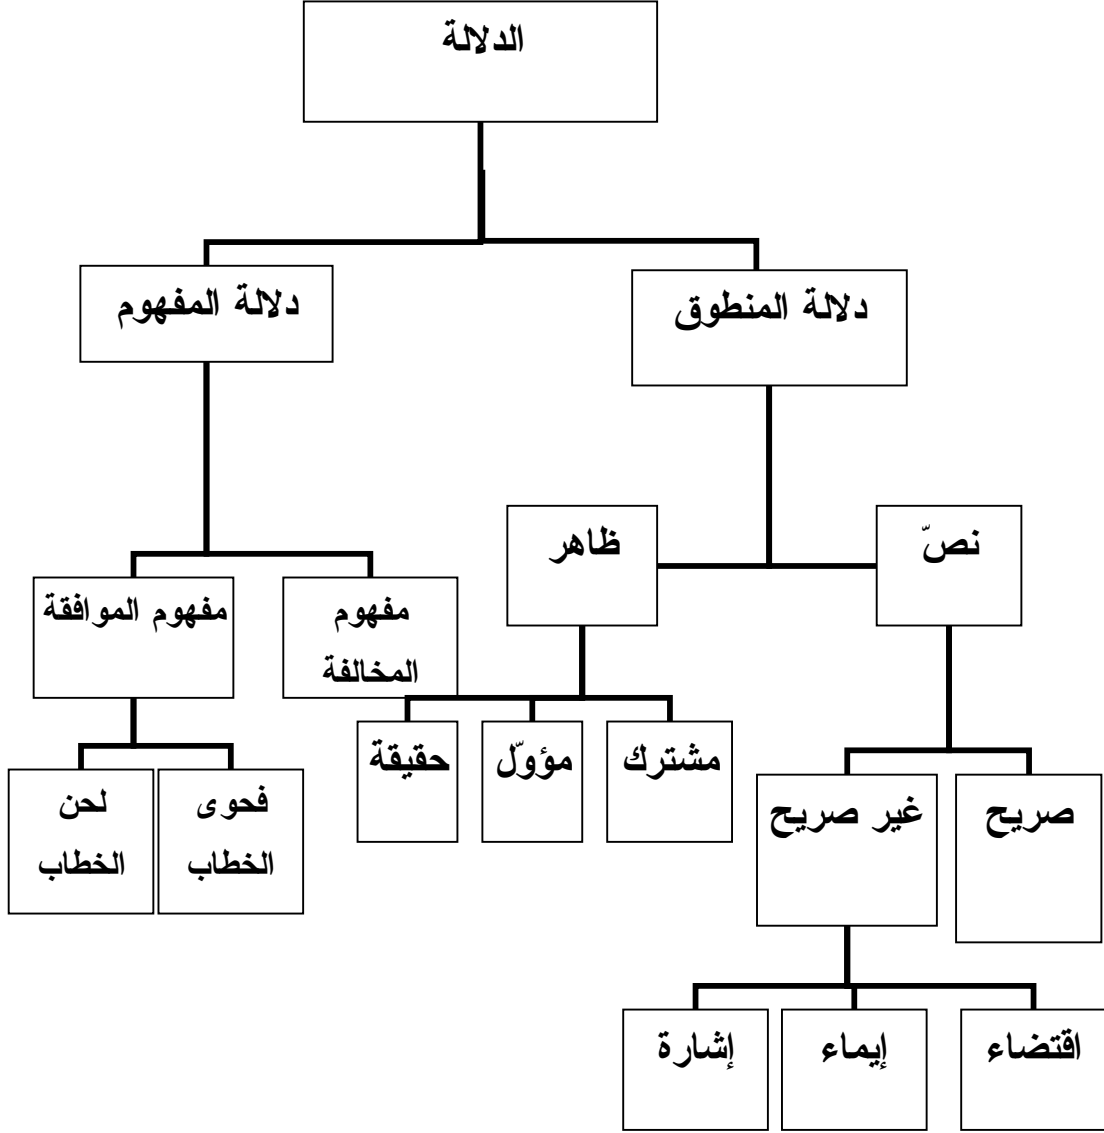 الدلالة
دلالة المنطوق
دلالة المفهوم
نصّ
ظاهر
مفهوم
المخالفة
مفهوم الموافقة
مشترك
مؤوّل
حقيقة
صريح
غير صريح
فحوى
الخطاب
لحن
الخطاب
اقتضاء
إيماء
إشارة